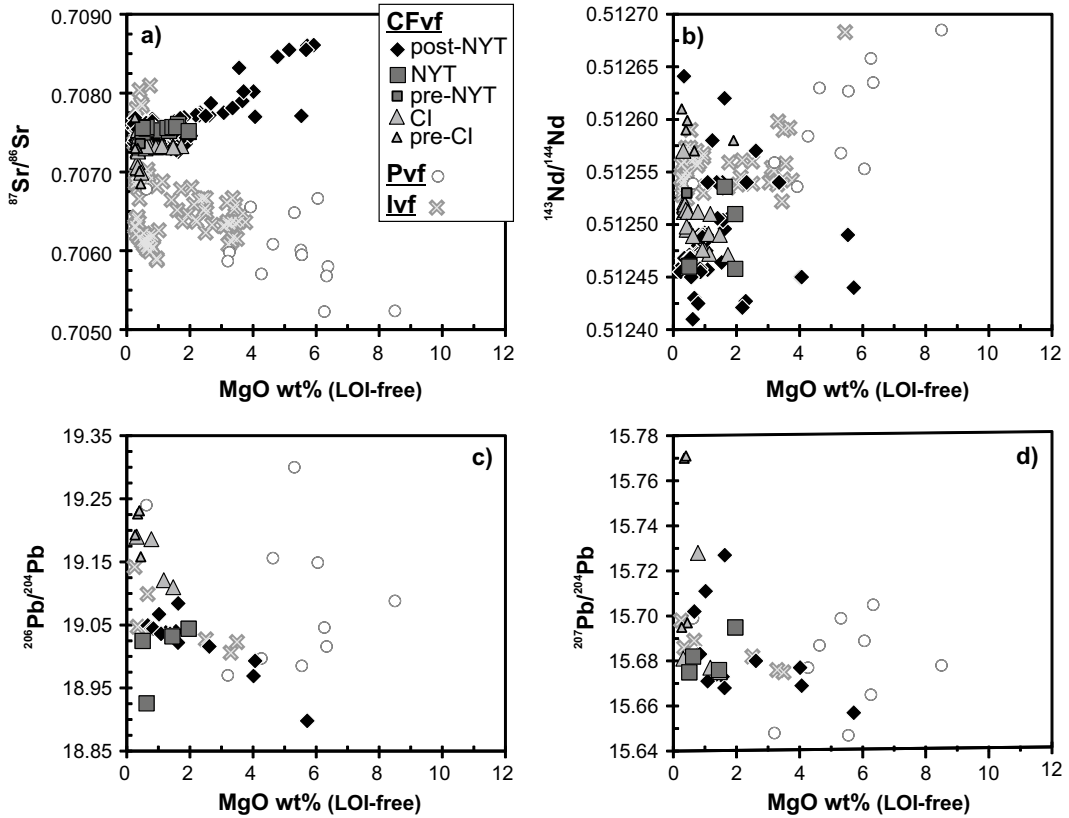 a)
0.7090
0.7080
0.7070
0.7060
0.7050
⁸⁷Sr/⁸⁶Sr
0 2 4 6 8 10 12
MgO wt% (LOI-free)
CFvf
post-NYT
NYT
pre-NYT
CI
pre-CI
Pvf
Ivf
b)
0.51270
0.51265
0.51260
0.51255
0.51250
0.51245
0.51240
¹⁴³Nd/¹⁴⁴Nd
0 2 4 6 8 10 12
MgO wt% (LOI-free)
c)
19.35
19.25
19.15
19.05
18.95
18.85
²⁰⁶Pb/²⁰⁴Pb
0 2 4 6 8 10 12
MgO wt% (LOI-free)
d)
15.78
15.76
15.74
15.72
15.70
15.68
15.66
15.64
²⁰⁷Pb/²⁰⁴Pb
0 2 4 6 8 10 12
MgO wt% (LOI-free)